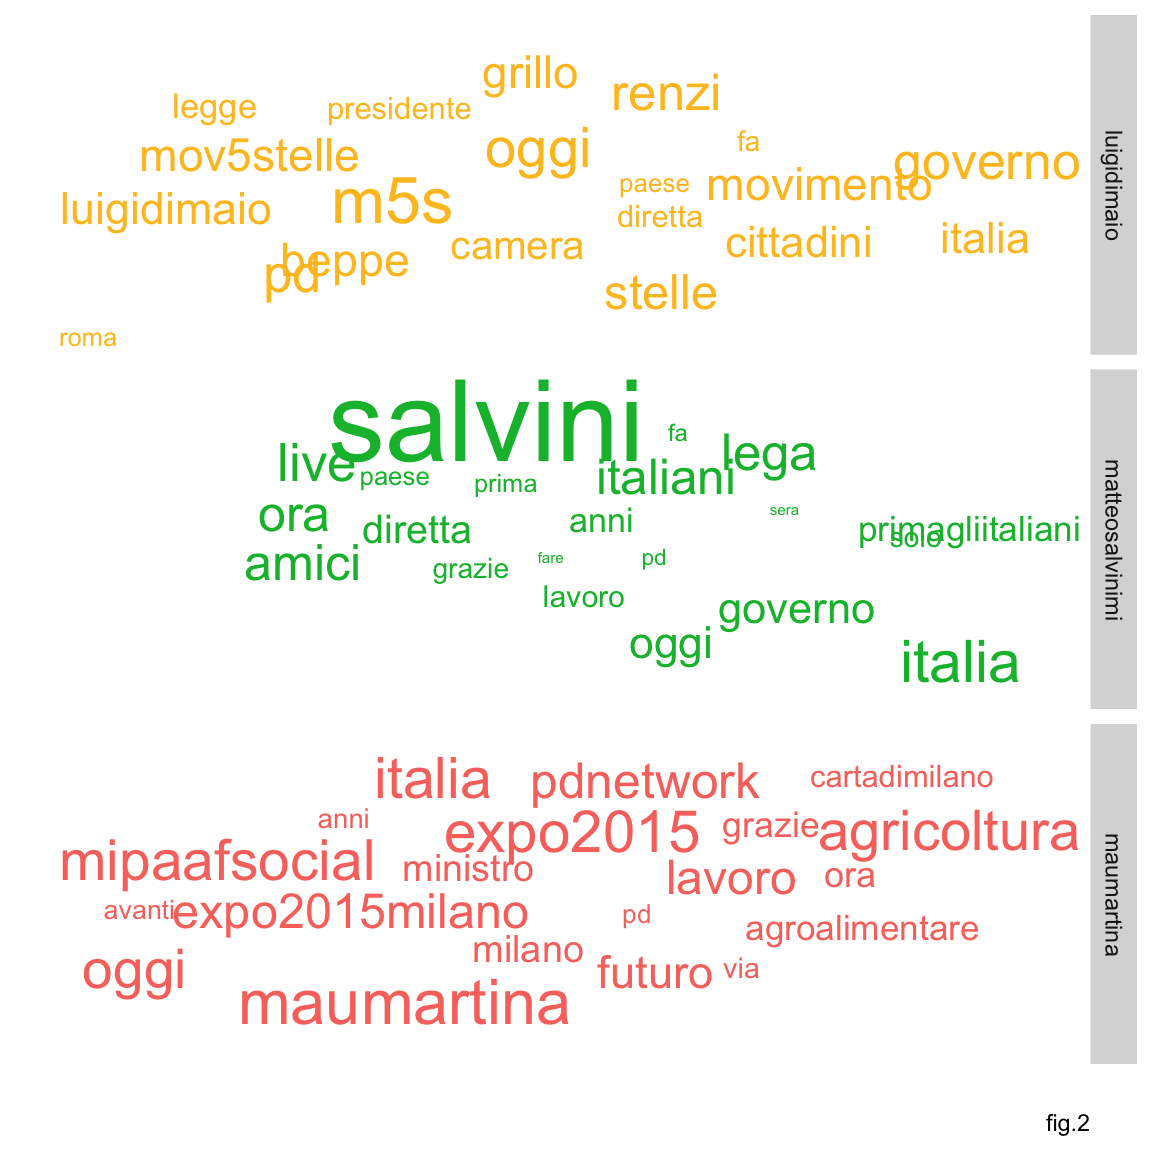 grillo
renzi
legge
presidente
oggi
fa
mov5stelle
governo
paese
movimento
m5s
luigidimaio
diretta
camera
cittadini
italia
beppe
pd
stelle
roma
luigidimaio
salvini
fa
live
lega
paese
prima
italiani
ora
sera
anni
diretta
primagliitaliani
solo
amici
grazie
fare
pd
lavoro
governo
oggi
italia
matteosalvinimi
italia
pdnetwork
cartadimilano
anni
expo2015
grazie
agricoltura
mipaafsocial
ministro
lavoro
ora
avanti
expo2015milano
pd
agroalimentare
milano
oggi
futuro
via
maumartina
maumartina
fig.2